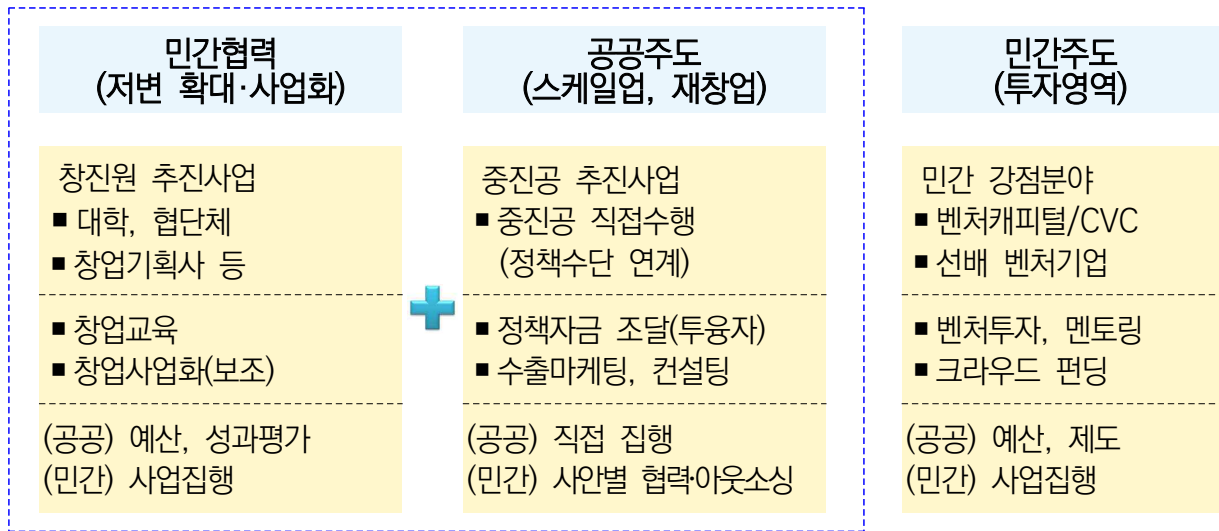 민간협력
(저변 확대·사업화)
창진원 추진사업
■ 대학, 협단체
■ 창업기획사 등
■ 창업교육
■ 창업사업화(보조)
(공공) 예산, 성과평가
(민간) 사업집행
공공주도
(스케일업, 재창업)
중진공 추진사업
■ 중진공 직접수행
(정책수단 연계)
■ 정책자금 조달(투융자)
■ 수출마케팅, 컨설팅
(공공) 직접 집행
(민간) 사안별 협력·아웃소싱
민간주도
(투자영역)
민간 강점분야
■ 벤처캐피털/CVC
■ 선배 벤처기업
■ 벤처투자, 멘토링
■ 크라우드 펀딩
(공공) 예산, 제도
(민간) 사업집행